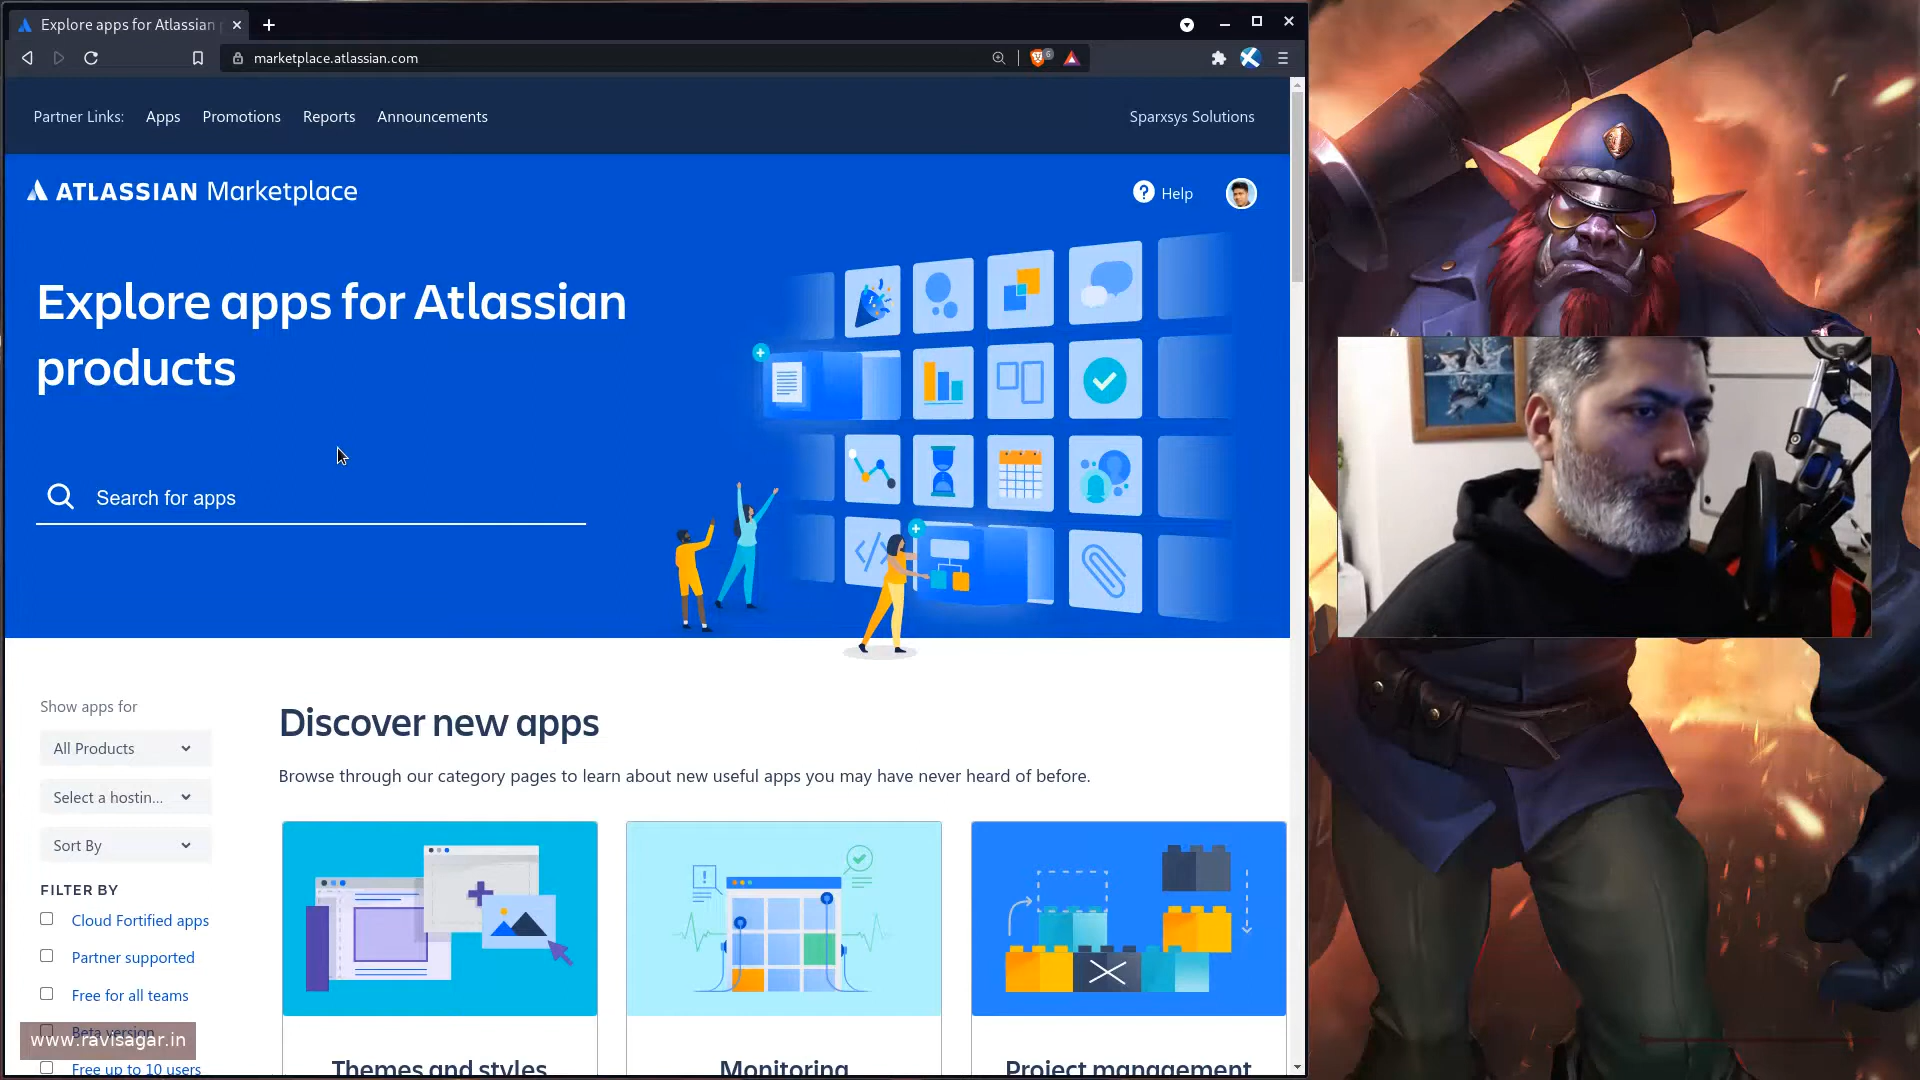 Explore apps for Atlassian
marketplace.atlassian.com
6
Partner Links:
Apps
Promotions
Reports
Announcements
Sparxsys Solutions
ATLASSIAN Marketplace
? Help
Explore apps for Atlassian
products
Search for apps
Show apps for
All Products
Select a hostin...
Sort By
FILTER BY
Cloud Fortified apps
Partner supported
Free for all teams
Beta version
Free up to 10 users
Discover new apps
Browse through our category pages to learn about new useful apps you may have never heard of before.
Themes and styles
Monitoring
Project management
www.ravisagar.in